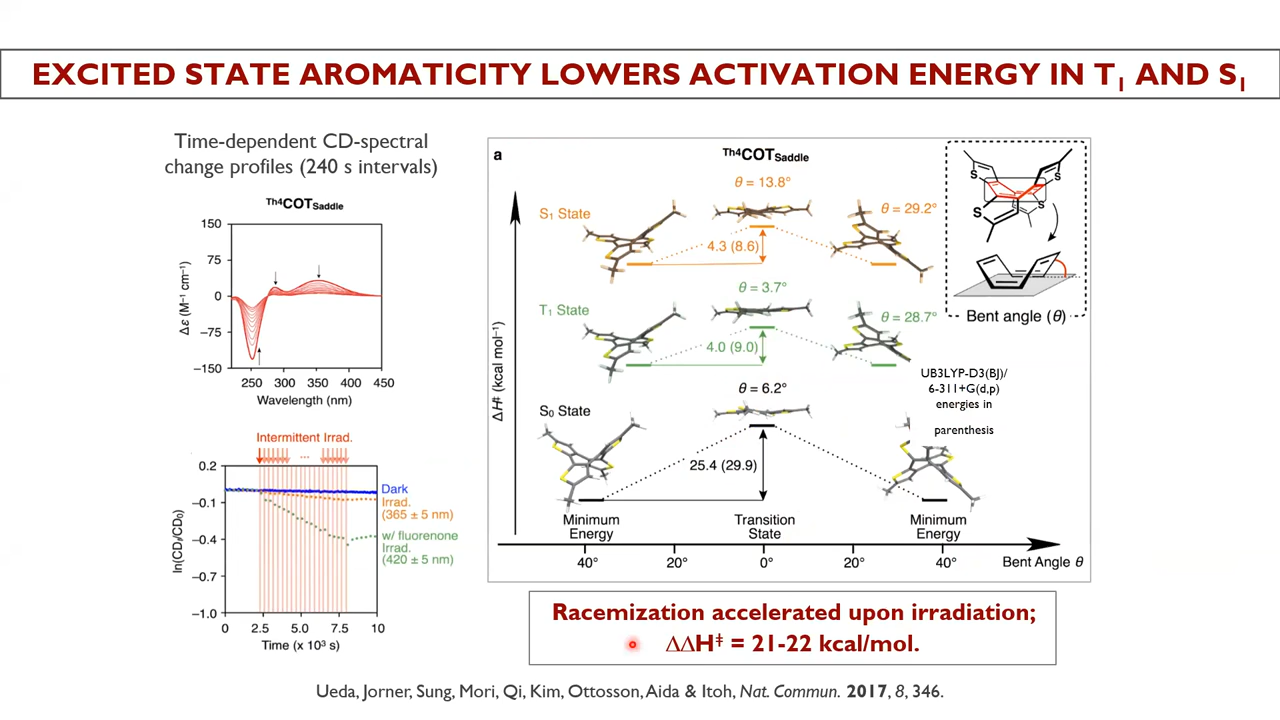 EXCITED STATE AROMATICITY LOWERS ACTIVATION ENERGY IN T₁ AND S₁
Time-dependent CD-spectral
change profiles (240 s intervals)
Th4COTSaddle
150
75
0
−75
−150
Δε (M⁻¹ cm⁻¹)
250 300 350 400 450
Wavelength (nm)
Intermittent Irrad.
...
0.2
−0.1
−0.4
−0.7
−1.0
ln(CDₜ/CD₀)
Dark
Irrad.
(365 ± 5 nm)
w/ fluorenone
Irrad.
(420 ± 5 nm)
0 2.5 5.0 7.5 10
Time (x 10³ s)
a
Th4COTSaddle
ΔH‡ (kcal mol⁻¹)
S₁ State
θ = 13.8°
θ = 29.2°
4.3 (8.6)
T₁ State
θ = 3.7°
θ = 28.7°
4.0 (9.0)
S₀ State
θ = 6.2°
25.4 (29.9)
Minimum
Energy
Transition
State
Minimum
Energy
40° 20° 0° 20° 40°
Bent Angle θ
S S
S S
Bent angle (θ)
UB3LYP-D3(BJ)/
6-311+G(d,p)
energies in
parenthesis
Racemization accelerated upon irradiation;
ΔΔH‡ = 21-22 kcal/mol.
Ueda, Jorner, Sung, Mori, Qi, Kim, Ottosson, Aida & Itoh, Nat. Commun. 2017, 8, 346.